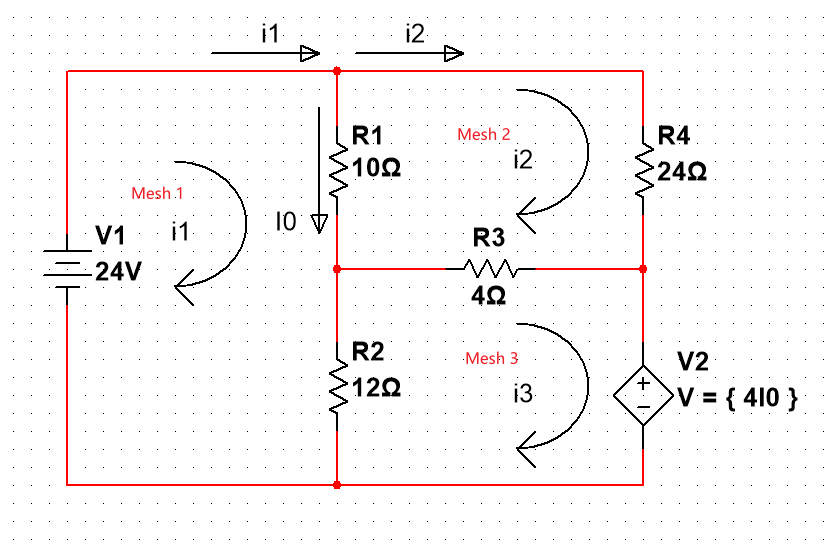 i1
i2
R1
10Ω
Mesh 2
i2
R4
24Ω
Mesh 1
i1
I0
V1
24V
R3
4Ω
R2
12Ω
Mesh 3
i3
V2
+
−
V = { 4I0 }